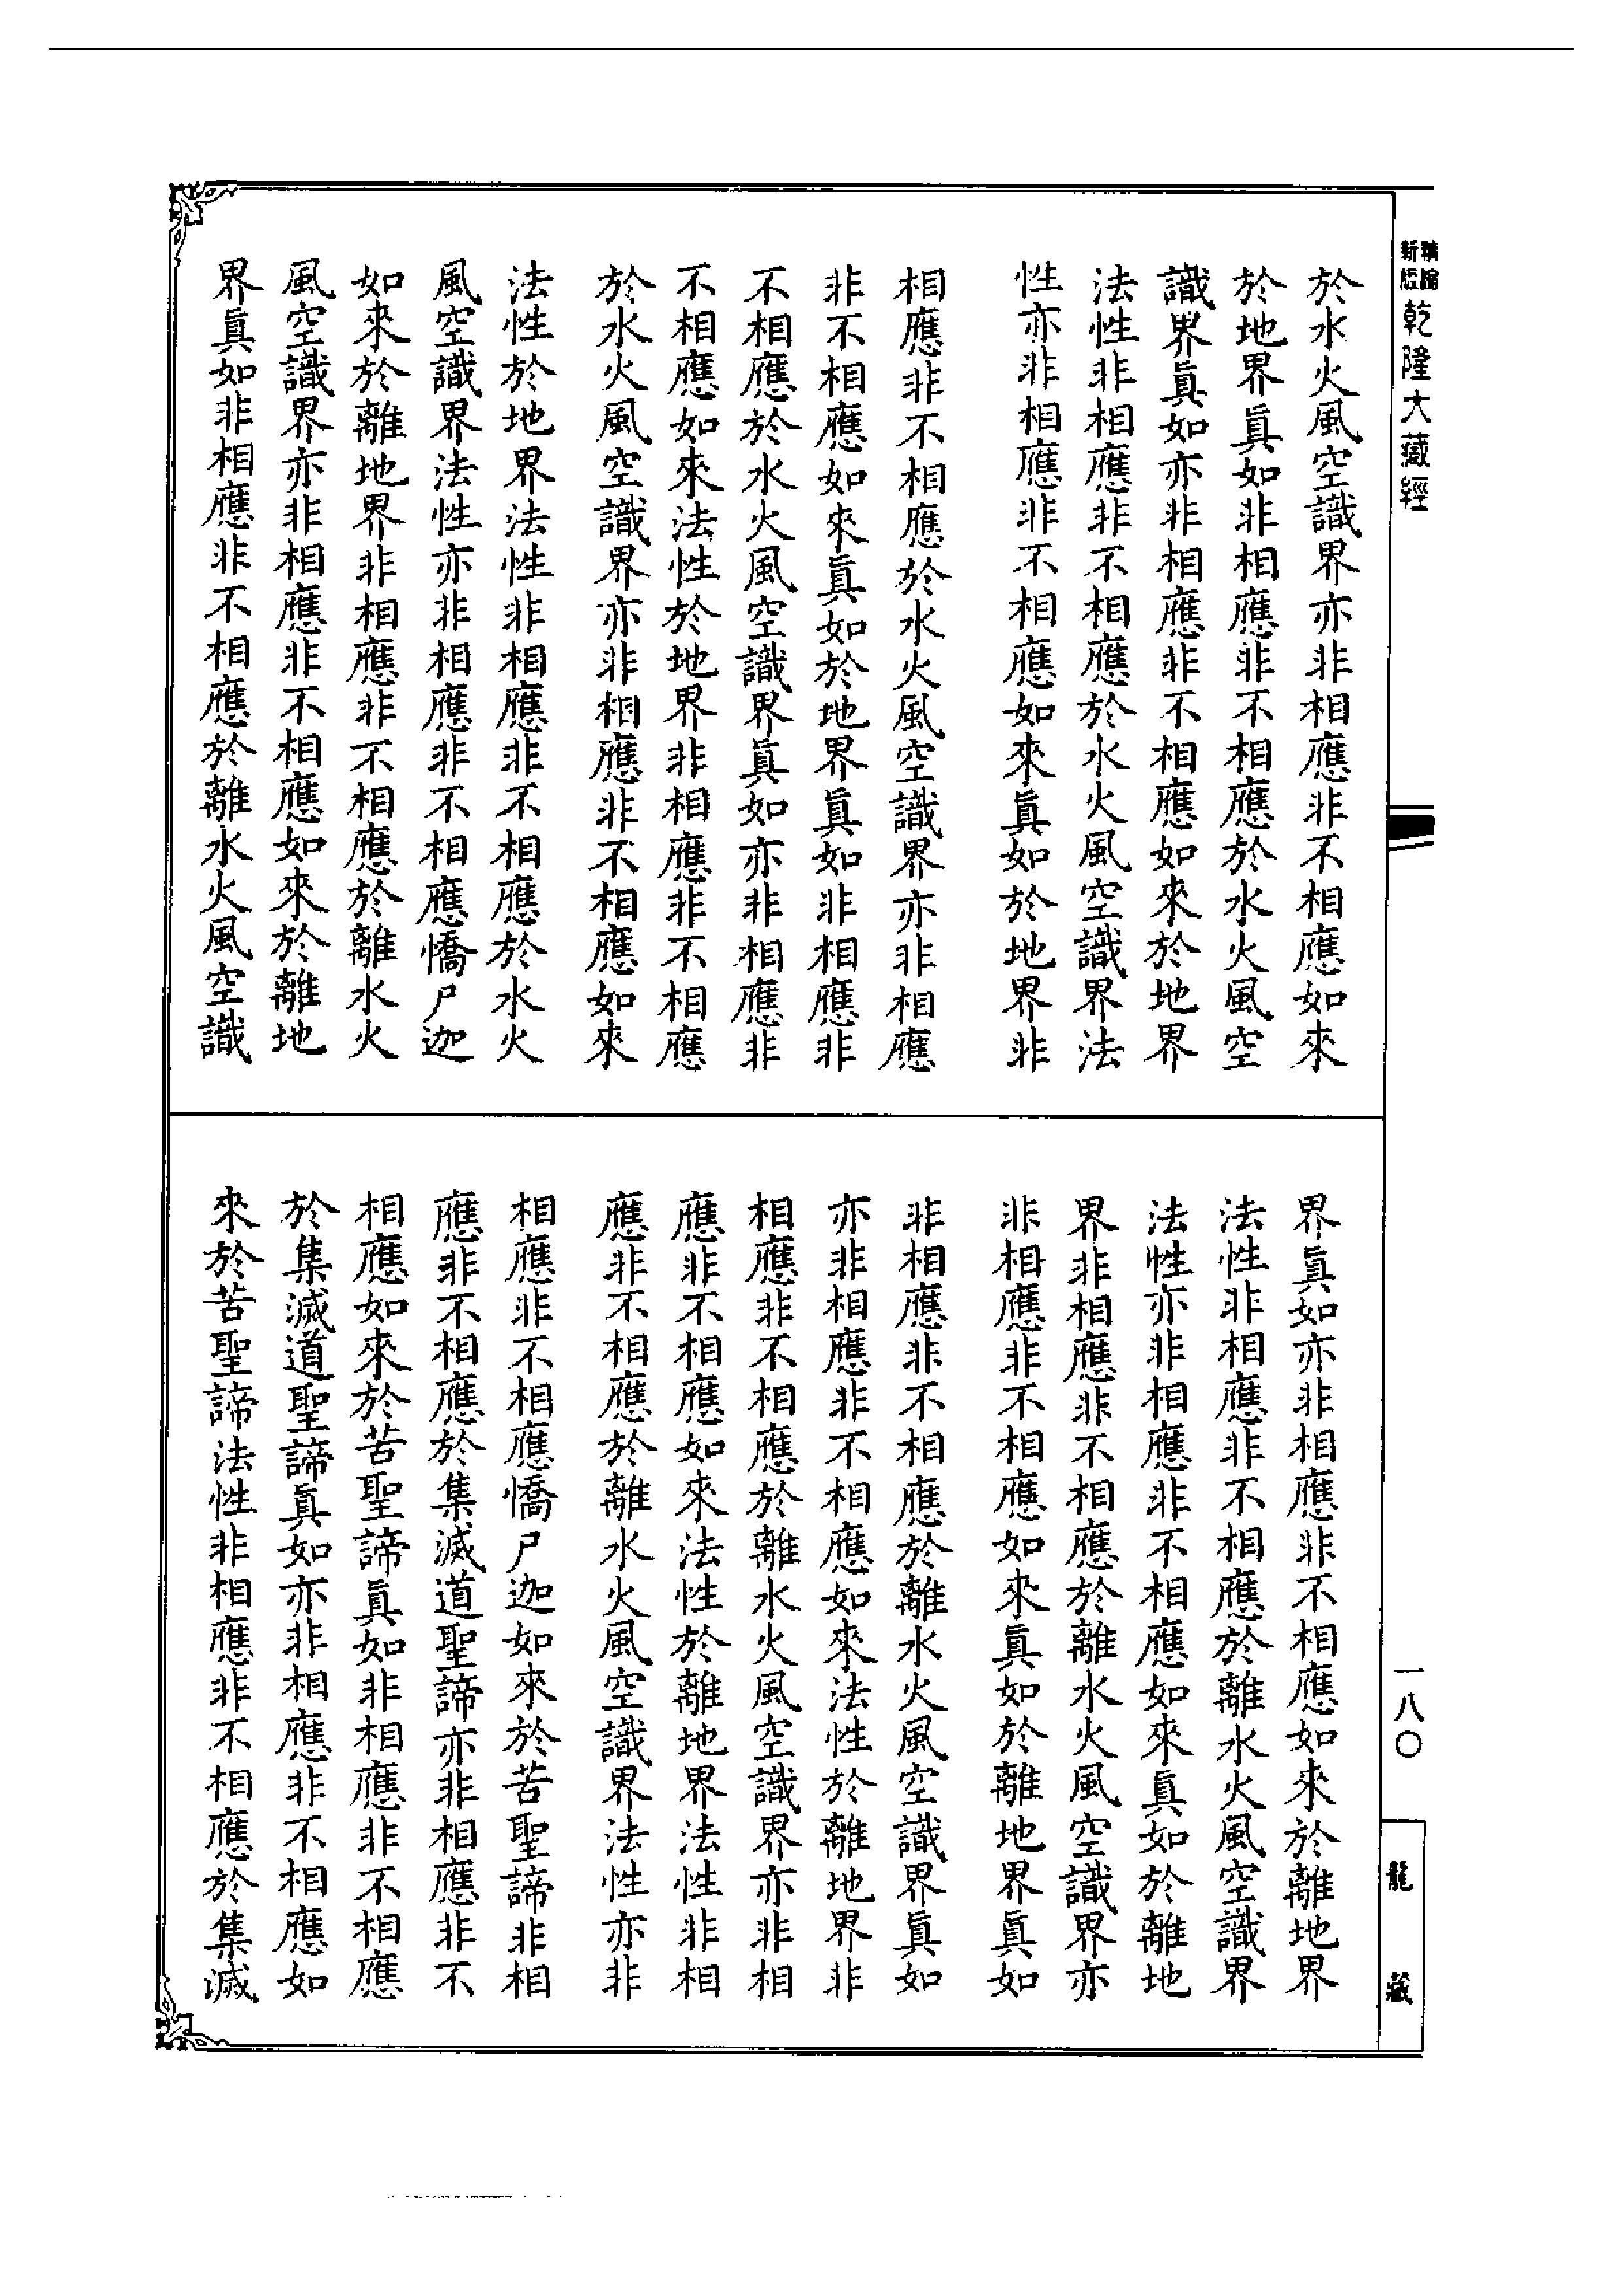 乾隆大藏經
於水火風空識界亦非相應非不相應如來
於地界真如非相應非不相應於水火風空
識界真如亦非相應非不相應如來於地界
法性非相應非不相應於水火風空識界法
性亦非相應非不相應如來真如於地界非
相應非不相應於水火風空識界亦非相應
非不相應如來真如於地界真如非相應非
不相應於水火風空識界真如亦非相應非
不相應如來法性於地界非相應非不相應
於水火風空識界亦非相應非不相應如來
法性於地界法性非相應非不相應於水火
風空識界法性亦非相應非不相應憍尸迦
如來於離地界非相應非不相應於離水火
風空識界亦非相應非不相應如來於離地
界真如非相應非不相應於離水火風空識
界真如亦非相應非不相應如來於離地界
法性非相應非不相應於離水火風空識界
法性亦非相應非不相應如來真如於離地
界非相應非不相應於離水火風空識界亦
非相應非不相應如來真如於離地界真如
非相應非不相應於離水火風空識界真如
亦非相應非不相應如來法性於離地界非
相應非不相應於離水火風空識界亦非相
應非不相應如來法性於離地界法性非相
應非不相應於離水火風空識界法性亦非
相應非不相應憍尸迦如來於苦聖諦非相
應非不相應於集滅道聖諦亦非相應非不
相應如來於苦聖諦真如非相應非不相應
於集滅道聖諦真如亦非相應非不相應如
來於苦聖諦法性非相應非不相應於集滅
一八〇
龍藏